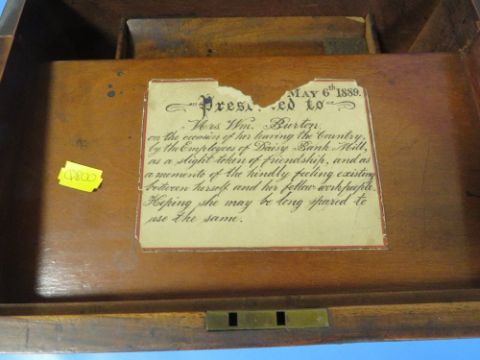 May 6th 1889.
Presented to
Mrs. Wm. Burton,
on the occasion of her leaving the Country,
by the Employees of Daisy Bank Mill,
as a slight token of friendship, and as
a memento of the kindly feeling existing
between herself and her fellow workpeople.
Hoping she may be long spared to
use the same.